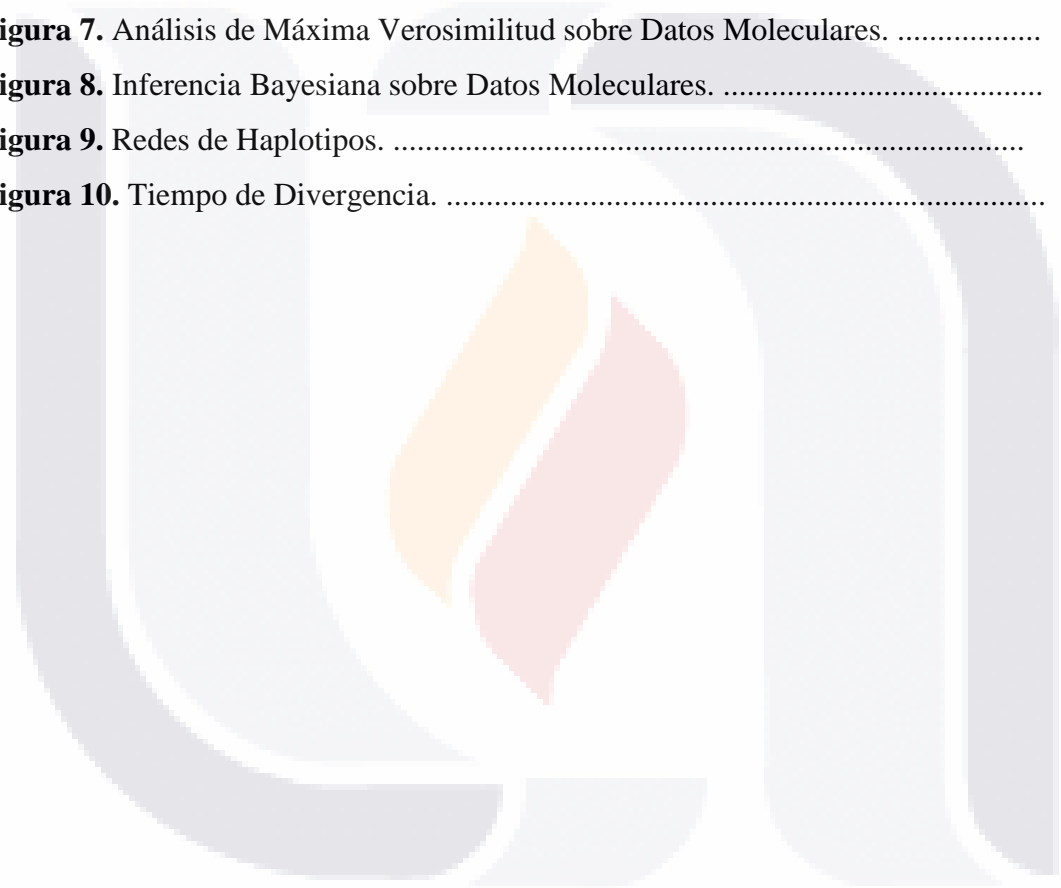 igura 7. Análisis de Máxima Verosimilitud sobre Datos Moleculares. ..................
igura 8. Inferencia Bayesiana sobre Datos Moleculares. ........................................
igura 9. Redes de Haplotipos. ................................................................................
igura 10. Tiempo de Divergencia. ............................................................................